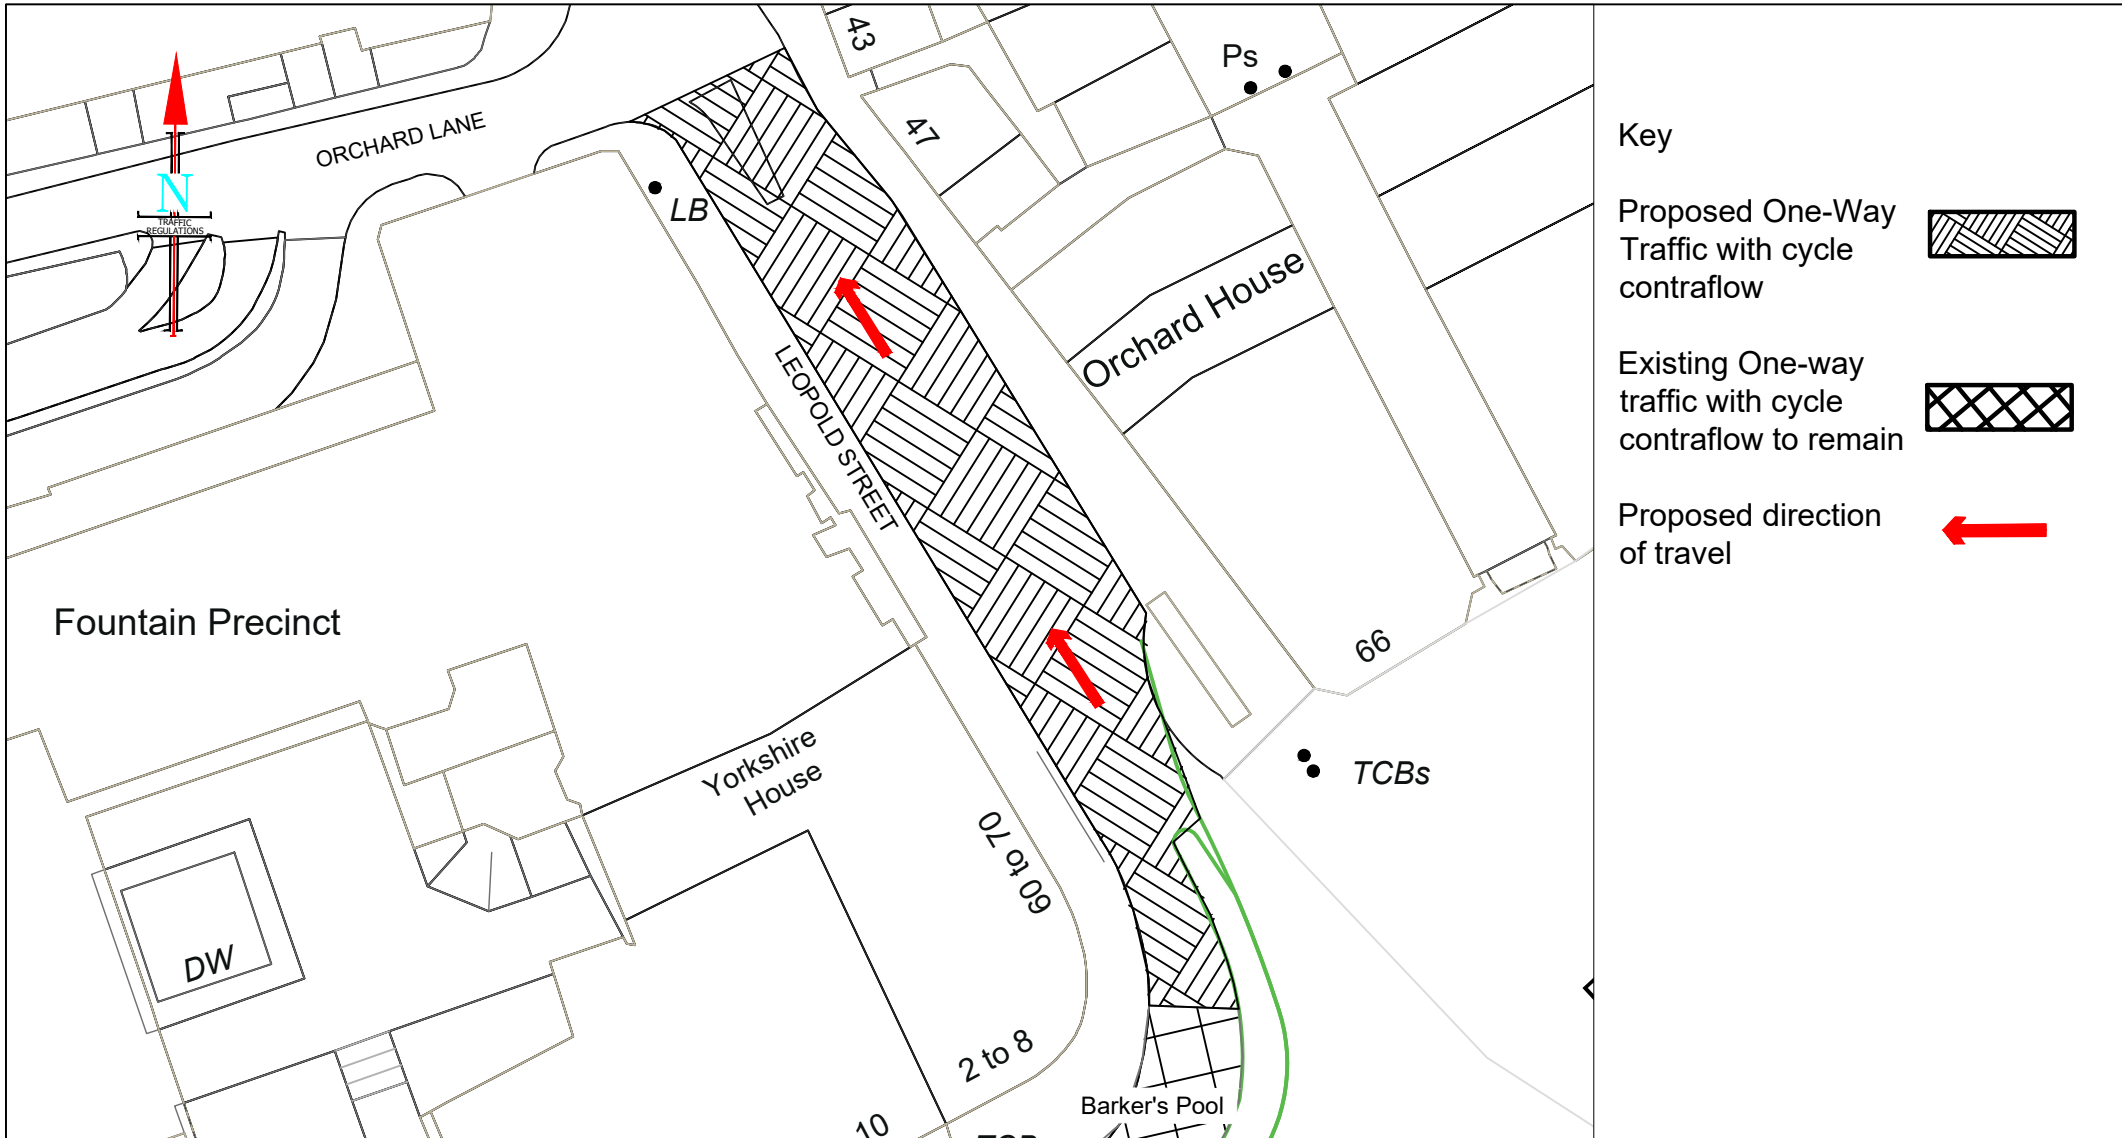 43
Ps
ORCHARD LANE
47
N
TRAFFIC
REGULATIONS
LB
Orchard House
LEOPOLD STREET
Fountain Precinct
66
Yorkshire
House
TCBs
60 to 70
DW
2 to 8
Barker's Pool
10
Key
Proposed One-Way
Traffic with cycle
contraflow
Existing One-way
traffic with cycle
contraflow to remain
Proposed direction
of travel